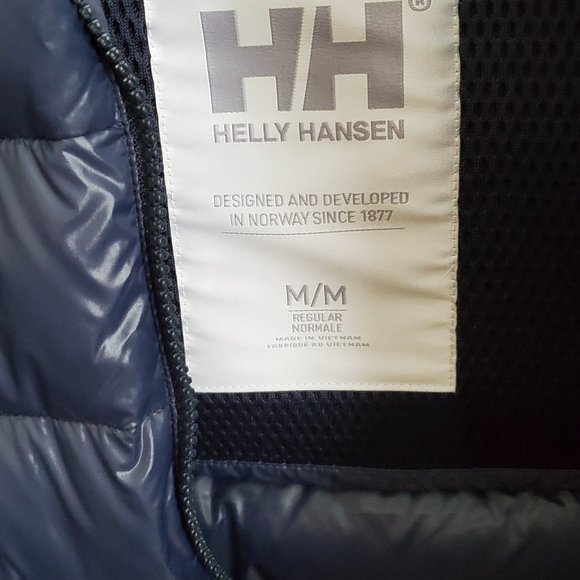 HH®
HELLY HANSEN
DESIGNED AND DEVELOPED
IN NORWAY SINCE 1877
M/M
REGULAR
NORMALE
MADE IN VIETNAM
FABRIQUÉ AU VIETNAM